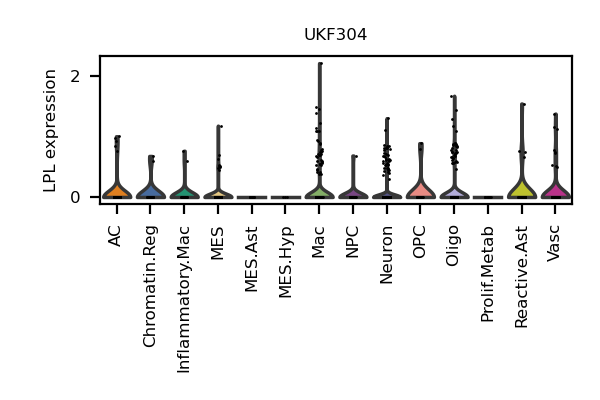 UKF304
LPL expression
2
0
AC
Chromatin.Reg
Inflammatory.Mac
MES
MES.Ast
MES.Hyp
Mac
NPC
Neuron
OPC
Oligo
Prolif.Metab
Reactive.Ast
Vasc